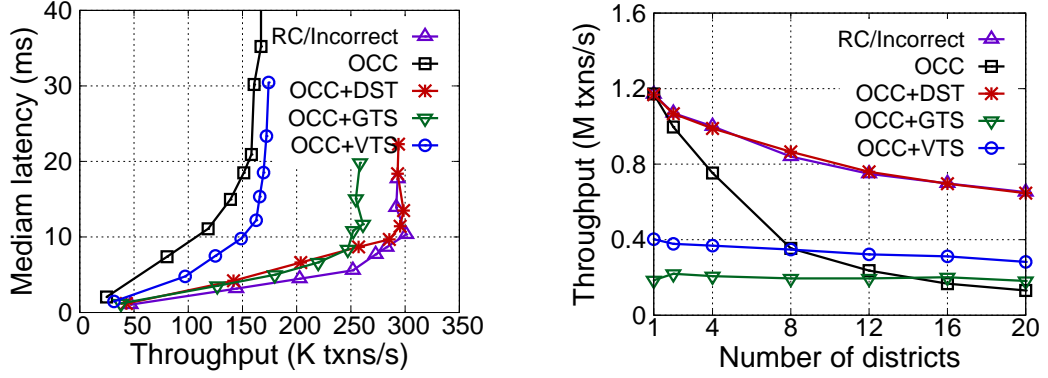 40
30
20
10
0
Mediam latency (ms)
RC/Incorrect
OCC
OCC+DST
OCC+GTS
OCC+VTS
0 50 100 150 200 250 300 350
Throughput (K txns/s)
1.6
1.2
0.8
0.4
0
Throughput (M txns/s)
RC/Incorrect
OCC
OCC+DST
OCC+GTS
OCC+VTS
1 4 8 12 16 20
Number of districts